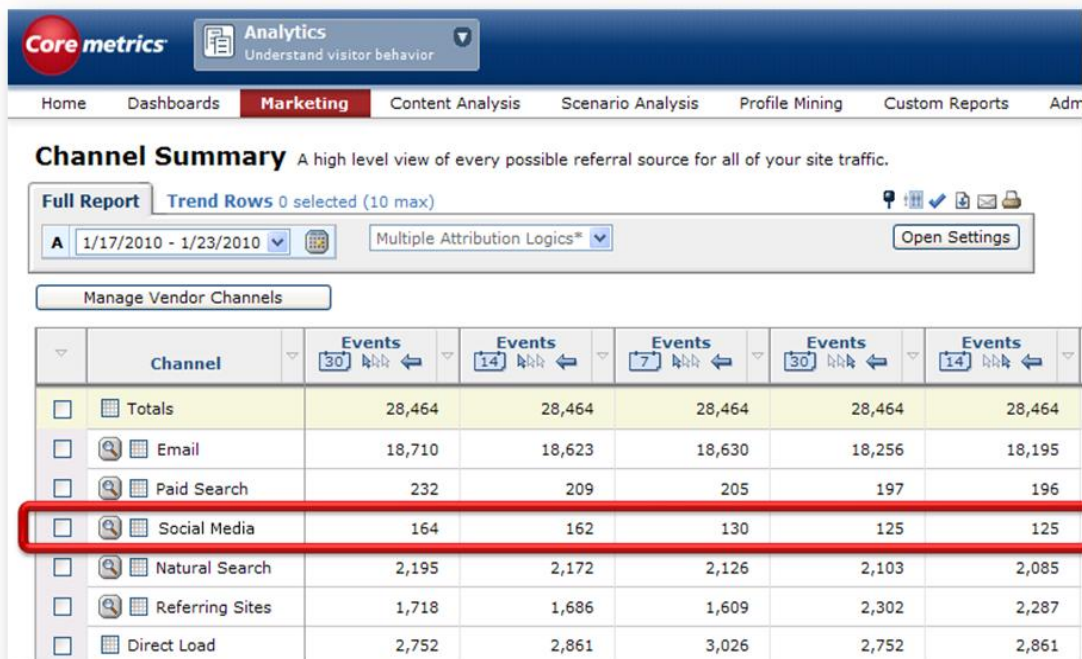 Coremetrics
Analytics
Understand visitor behavior
Home Dashboards Marketing Content Analysis Scenario Analysis Profile Mining Custom Reports Adm
Channel Summary A high level view of every possible referral source for all of your site traffic.
Full Report Trend Rows 0 selected (10 max)
A 1/17/2010 - 1/23/2010 Multiple Attribution Logics* Open Settings
Manage Vendor Channels
Channel Events Events Events Events Events
30 14 7 30 14
Totals 28,464 28,464 28,464 28,464 28,464
Email 18,710 18,623 18,630 18,256 18,195
Paid Search 232 209 205 197 196
Social Media 164 162 130 125 125
Natural Search 2,195 2,172 2,126 2,103 2,085
Referring Sites 1,718 1,686 1,609 2,302 2,287
Direct Load 2,752 2,861 3,026 2,752 2,861